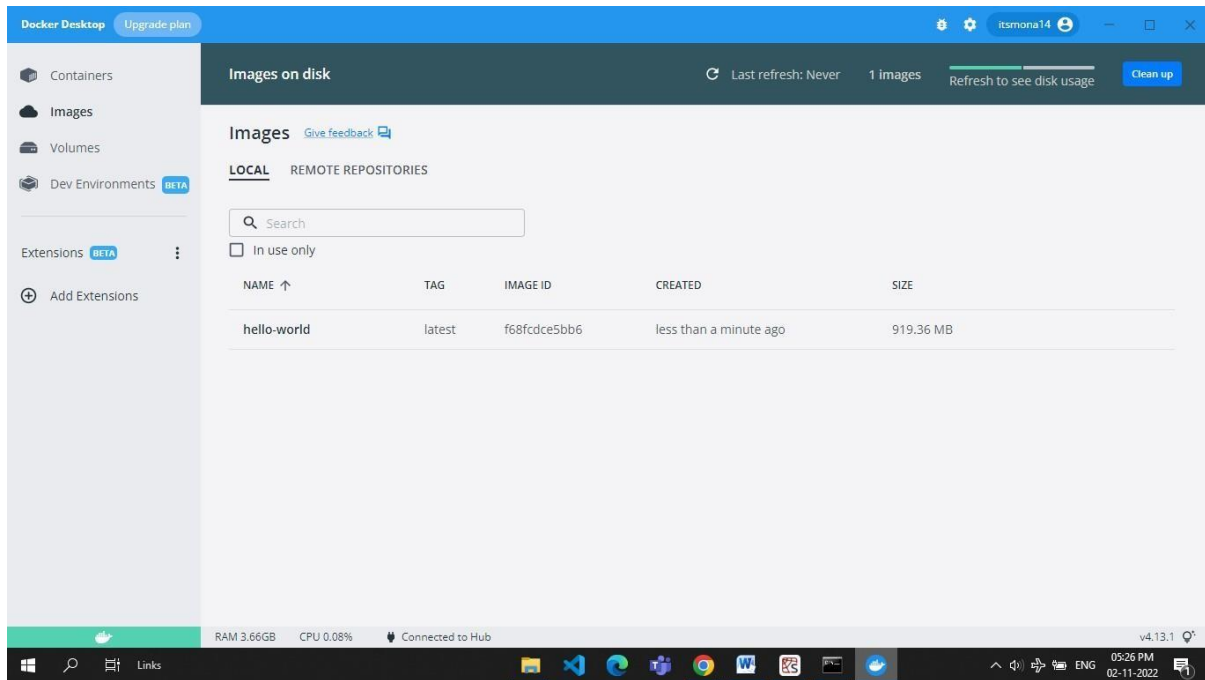 Docker Desktop Upgrade plan itsmona14
Containers
Images
Volumes
Dev Environments BETA
Extensions BETA
Add Extensions
Images on disk Last refresh: Never 1 images Refresh to see disk usage Clean up
Images Give feedback
LOCAL REMOTE REPOSITORIES
Search
In use only
NAME TAG IMAGE ID CREATED SIZE
hello-world latest f68fcdce5bb6 less than a minute ago 919.36 MB
RAM 3.66GB CPU 0.08% Connected to Hub v4.13.1
Links ENG 05:26 PM
02-11-2022